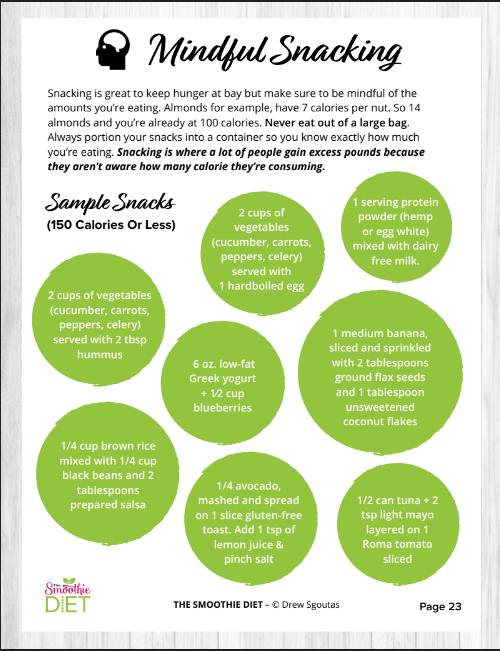 Mindful Snacking
Snacking is great to keep hunger at bay but make sure to be mindful of the
amounts you're eating. Almonds for example, have 7 calories per nut. So 14
almonds and you're already at 100 calories. Never eat out of a large bag.
Always portion your snacks into a container so you know exactly how much
you're eating. Snacking is where a lot of people gain excess pounds because
they aren't aware how many calorie they're consuming.
Sample Snacks
(150 Calories Or Less)
2 cups of
vegetables
(cucumber, carrots,
peppers, celery)
served with
1 hardboiled egg
1 serving protein
powder (hemp
or egg white)
mixed with dairy
free milk.
2 cups of vegetables
(cucumber, carrots,
peppers, celery)
served with 2 tbsp
hummus
6 oz. low-fat
Greek yogurt
+ 1/2 cup
blueberries
1 medium banana,
sliced and sprinkled
with 2 tablespoons
ground flax seeds
and 1 tablespoon
unsweetened
coconut flakes
1/4 cup brown rice
mixed with 1/4 cup
black beans and 2
tablespoons
prepared salsa
1/4 avocado,
mashed and spread
on 1 slice gluten-free
toast. Add 1 tsp of
lemon juice &
pinch salt
1/2 can tuna + 2
tsp light mayo
layered on 1
Roma tomato
sliced
The
Smoothie
DIET
THE SMOOTHIE DIET – © Drew Sgoutas
Page 23